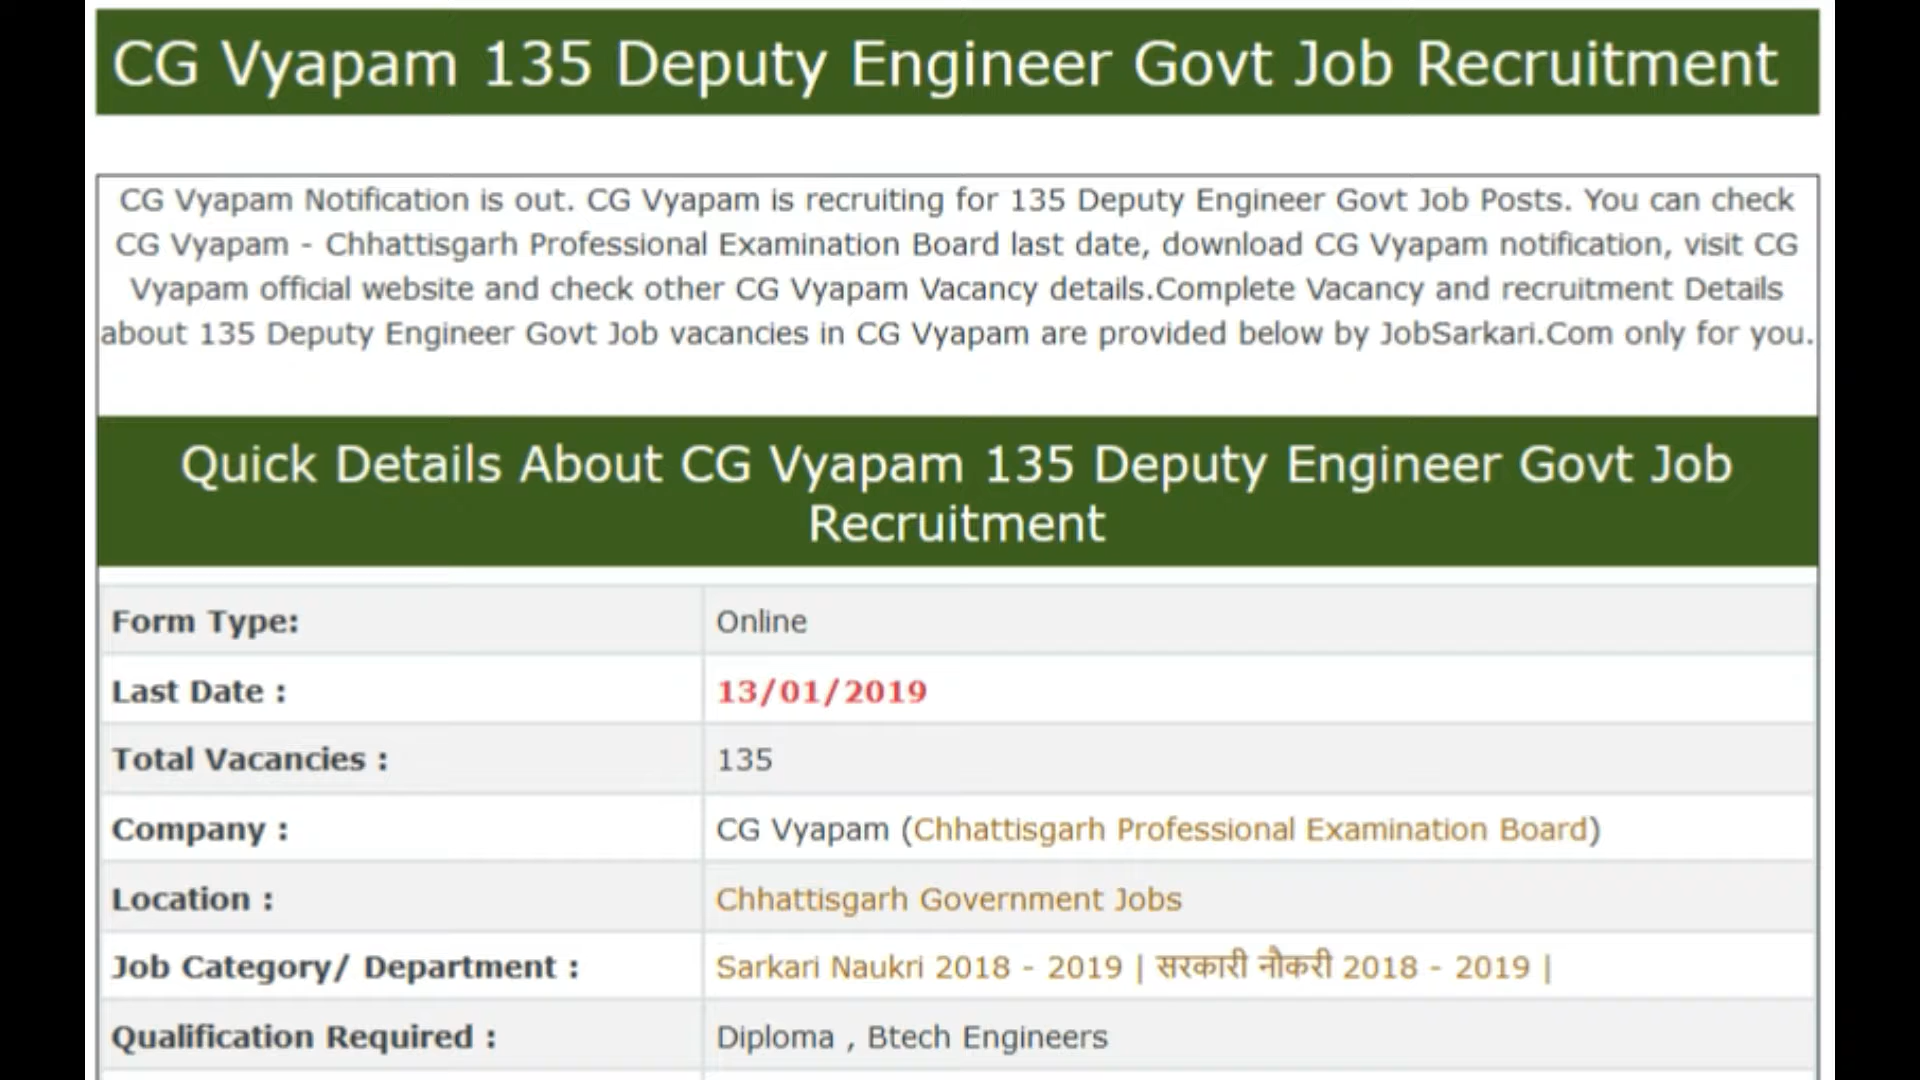 CG Vyapam 135 Deputy Engineer Govt Job Recruitment
CG Vyapam Notification is out. CG Vyapam is recruiting for 135 Deputy Engineer Govt Job Posts. You can check
CG Vyapam - Chhattisgarh Professional Examination Board last date, download CG Vyapam notification, visit CG
Vyapam official website and check other CG Vyapam Vacancy details.Complete Vacancy and recruitment Details
about 135 Deputy Engineer Govt Job vacancies in CG Vyapam are provided below by JobSarkari.Com only for you.
Quick Details About CG Vyapam 135 Deputy Engineer Govt Job
Recruitment
Form Type: Online
Last Date : 13/01/2019
Total Vacancies : 135
Company : CG Vyapam (Chhattisgarh Professional Examination Board)
Location : Chhattisgarh Government Jobs
Job Category/ Department : Sarkari Naukri 2018 - 2019 | सरकारी नौकरी 2018 - 2019 |
Qualification Required : Diploma , Btech Engineers